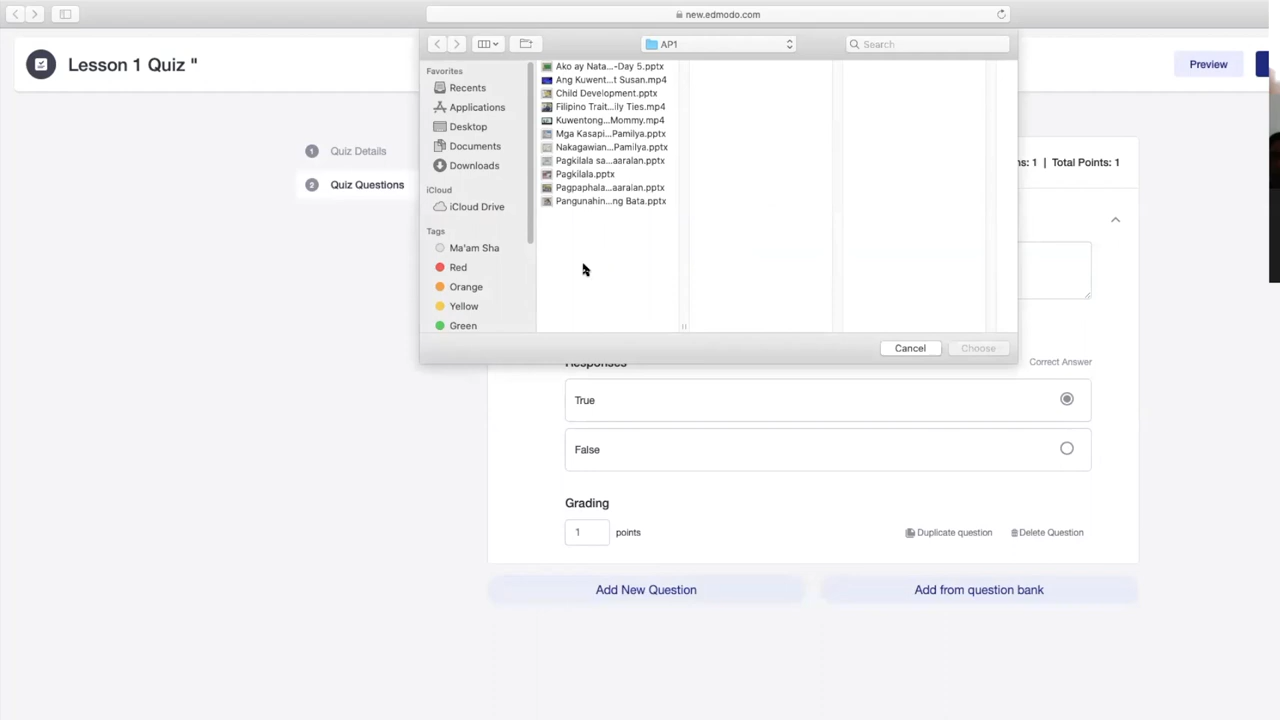 new.edmodo.com
AP1
Search
Lesson 1 Quiz "
Preview
Favorites
Recents
Applications
Desktop
Documents
Downloads
iCloud
iCloud Drive
Tags
Ma'am Sha
Red
Orange
Yellow
Green
Ako ay Nata...-Day 5.pptx
Ang Kuwent...t Susan.mp4
Child Development.pptx
Filipino Trait...ily Ties.mp4
Kuwentong...Mommy.mp4
Mga Kasapi...Pamilya.pptx
Nakagawian...Pamilya.pptx
Pagkilala sa...aaralan.pptx
Pagkilala.pptx
Pagpaphala...aaralan.pptx
Pangunahin...ng Bata.pptx
Cancel
Choose
1 Quiz Details
2 Quiz Questions
ns: 1 | Total Points: 1
Responses
Correct Answer
True
False
Grading
1 points
Duplicate question
Delete Question
Add New Question
Add from question bank